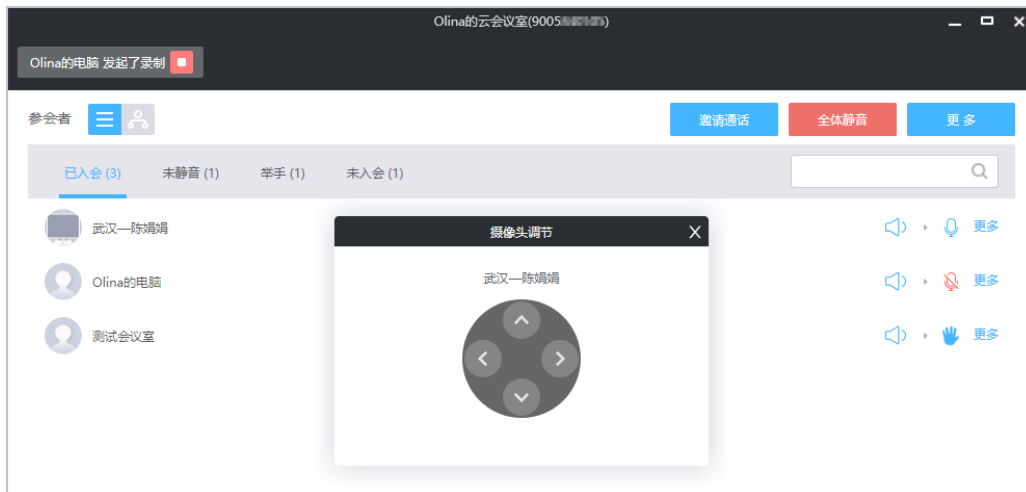 Olina的云会议室(9005
Olina的电脑 发起了录制
参会者
邀请通话
全体静音
更 多
已入会 (3)
未静音 (1)
举手 (1)
未入会 (1)
武汉—陈娟娟
更多
摄像头调节
X
武汉—陈娟娟
Olina的电脑
更多
测试会议室
更多